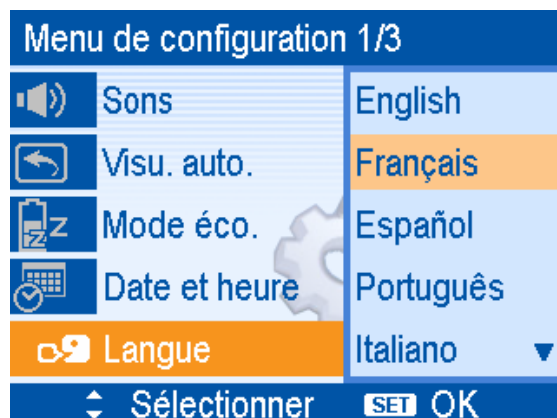 Menu de configuration 1/3
Sons
English
Visu. auto.
Français
Mode éco.
Español
Date et heure
Português
Langue
Italiano
Sélectionner SET OK